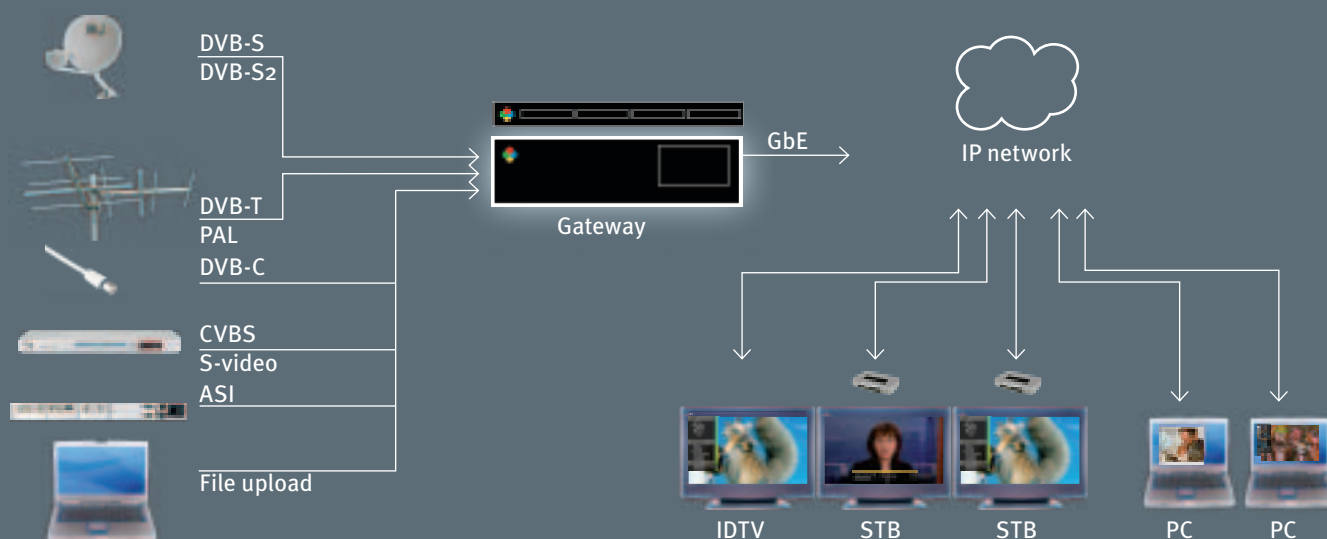 DVB-S
DVB-S2
DVB-T
PAL
DVB-C
CVBS
S-video
ASI
File upload
Gateway
GbE
IP network
IDTV
STB
STB
PC
PC